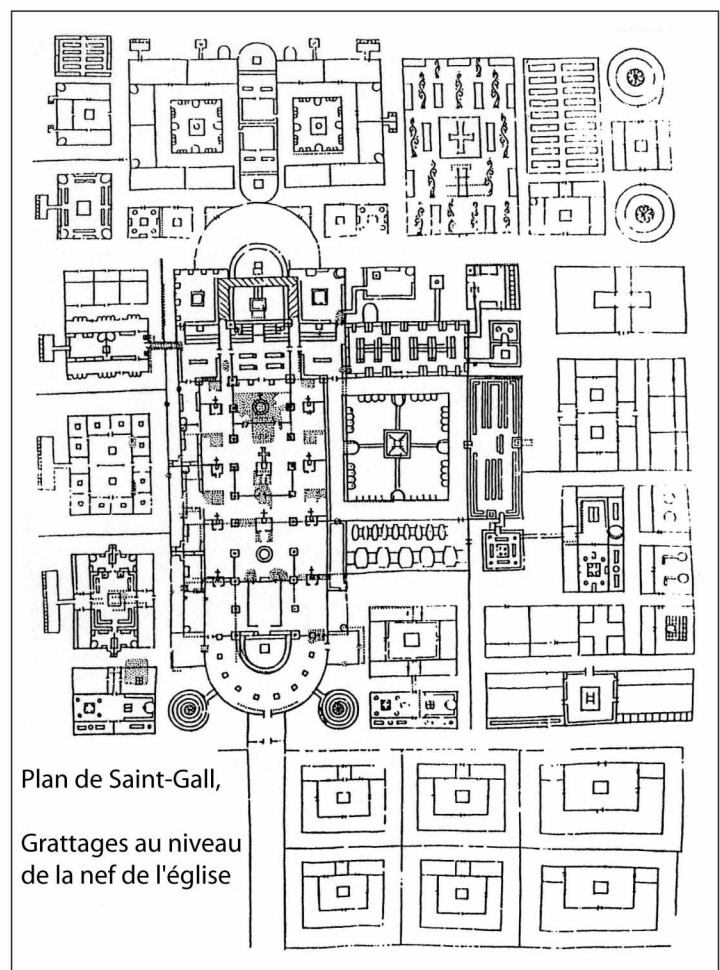 Plan de Saint-Gall,
Grattages au niveau
de la nef de l'église